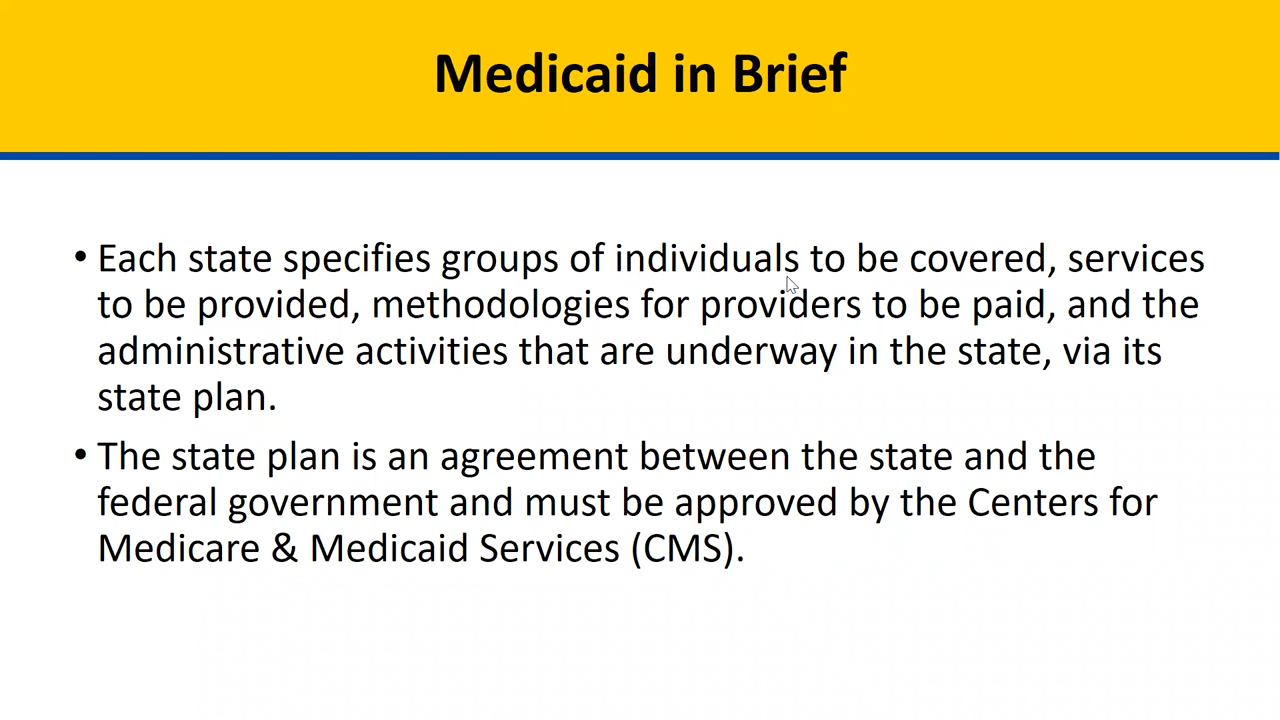 Medicaid in Brief
• Each state specifies groups of individuals to be covered, services
to be provided, methodologies for providers to be paid, and the
administrative activities that are underway in the state, via its
state plan.
• The state plan is an agreement between the state and the
federal government and must be approved by the Centers for
Medicare & Medicaid Services (CMS).